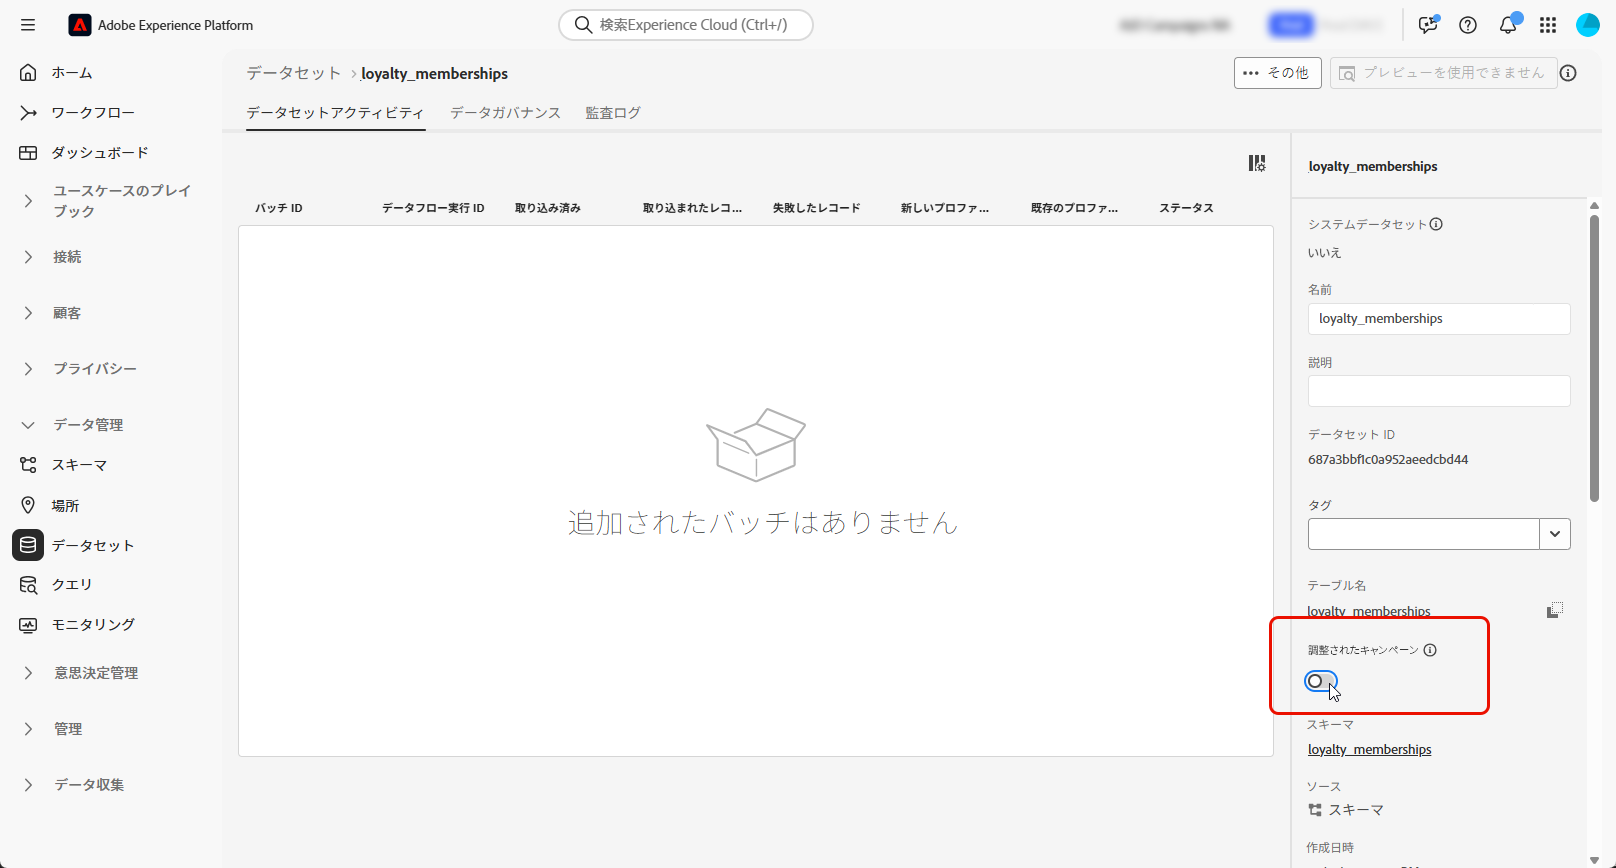 Adobe Experience Platform
検索Experience Cloud (Ctrl+/)
ホーム
ワークフロー
ダッシュボード
ユースケースのプレイ
ブック
接続
顧客
プライバシー
データ管理
スキーマ
場所
データセット
クエリ
モニタリング
意思決定管理
管理
データ収集
データセット > loyalty_memberships
••• その他
プレビューを使用できません
データセットアクティビティ
データガバナンス
監査ログ
バッチ ID
データフロー実行 ID
取り込み済み
取り込まれたレコ...
失敗したレコード
新しいプロファ...
既存のプロファ...
ステータス
追加されたバッチはありません
loyalty_memberships
システムデータセット
いいえ
名前
loyalty_memberships
説明
データセット ID
687a3bbf1c0a952aeedcbd44
タグ
テーブル名
loyalty_memberships
調整されたキャンペーン
スキーマ
loyalty_memberships
ソース
スキーマ
作成日時